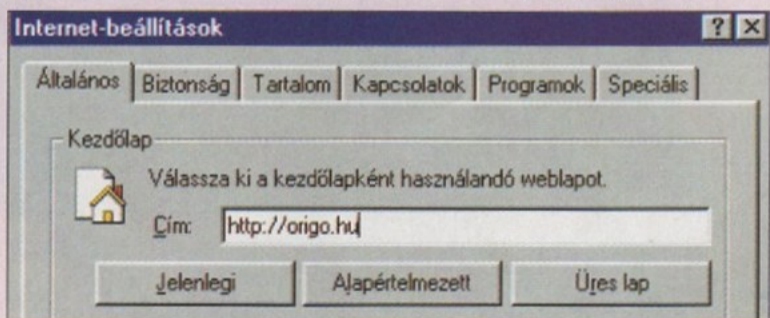 Internet-beállítások
Általános Biztonság Tartalom Kapcsolatok Programok Speciális
Kezdőlap
Válassza ki a kezdőlapként használandó weblapot.
Cím: http://origo.hu
Jelenlegi Alapértelmezett Üres lap